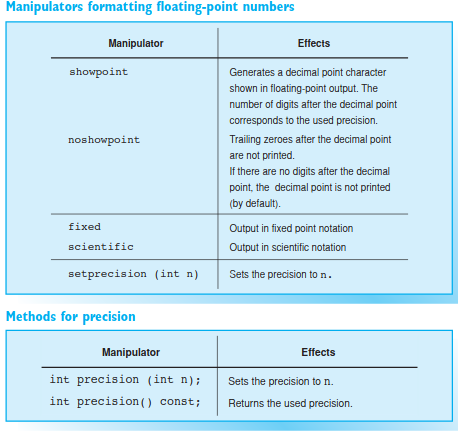 Manipulators formatting floating-point numbers
Manipulator Effects
showpoint Generates a decimal point character
shown in floating-point output. The
number of digits after the decimal point
corresponds to the used precision.
noshowpoint Trailing zeroes after the decimal point
are not printed.
If there are no digits after the decimal
point, the decimal point is not printed
(by default).
fixed Output in fixed point notation
scientific Output in scientific notation
setprecision (int n) Sets the precision to n.
Methods for precision
Manipulator Effects
int precision (int n); Sets the precision to n.
int precision() const; Returns the used precision.